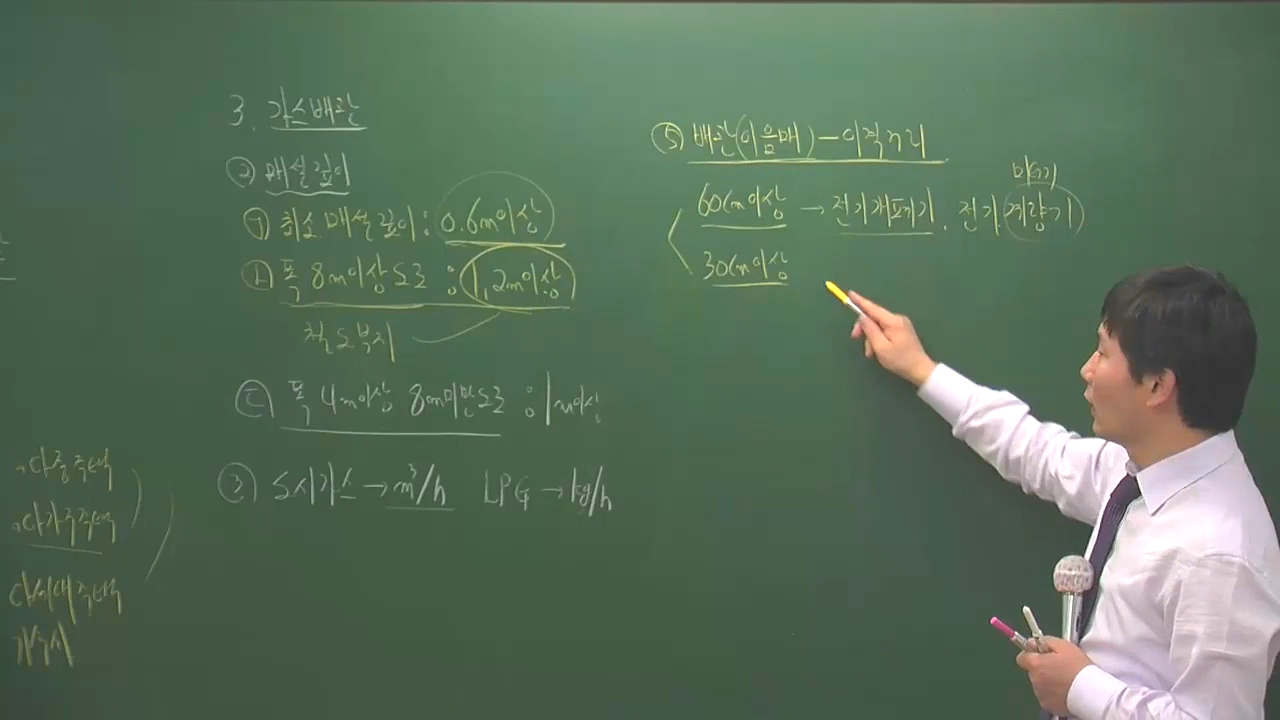 3. 가스배관
② 매설깊이
㉠ 최소 매설깊이 : 0.6m이상
㉡ 폭 8m이상도로 : 1.2m이상
철도부지
㉢ 폭 4m이상 8m미만도로 : 1m이상
③ 도시가스 → m³/h LPG → kg/h
다중주택
다가구주택
다세대주택
기숙사
⑤ 배관(이음매) - 이격거리
60cm이상 → 전기개폐기, 전기계량기
미터기
30cm이상